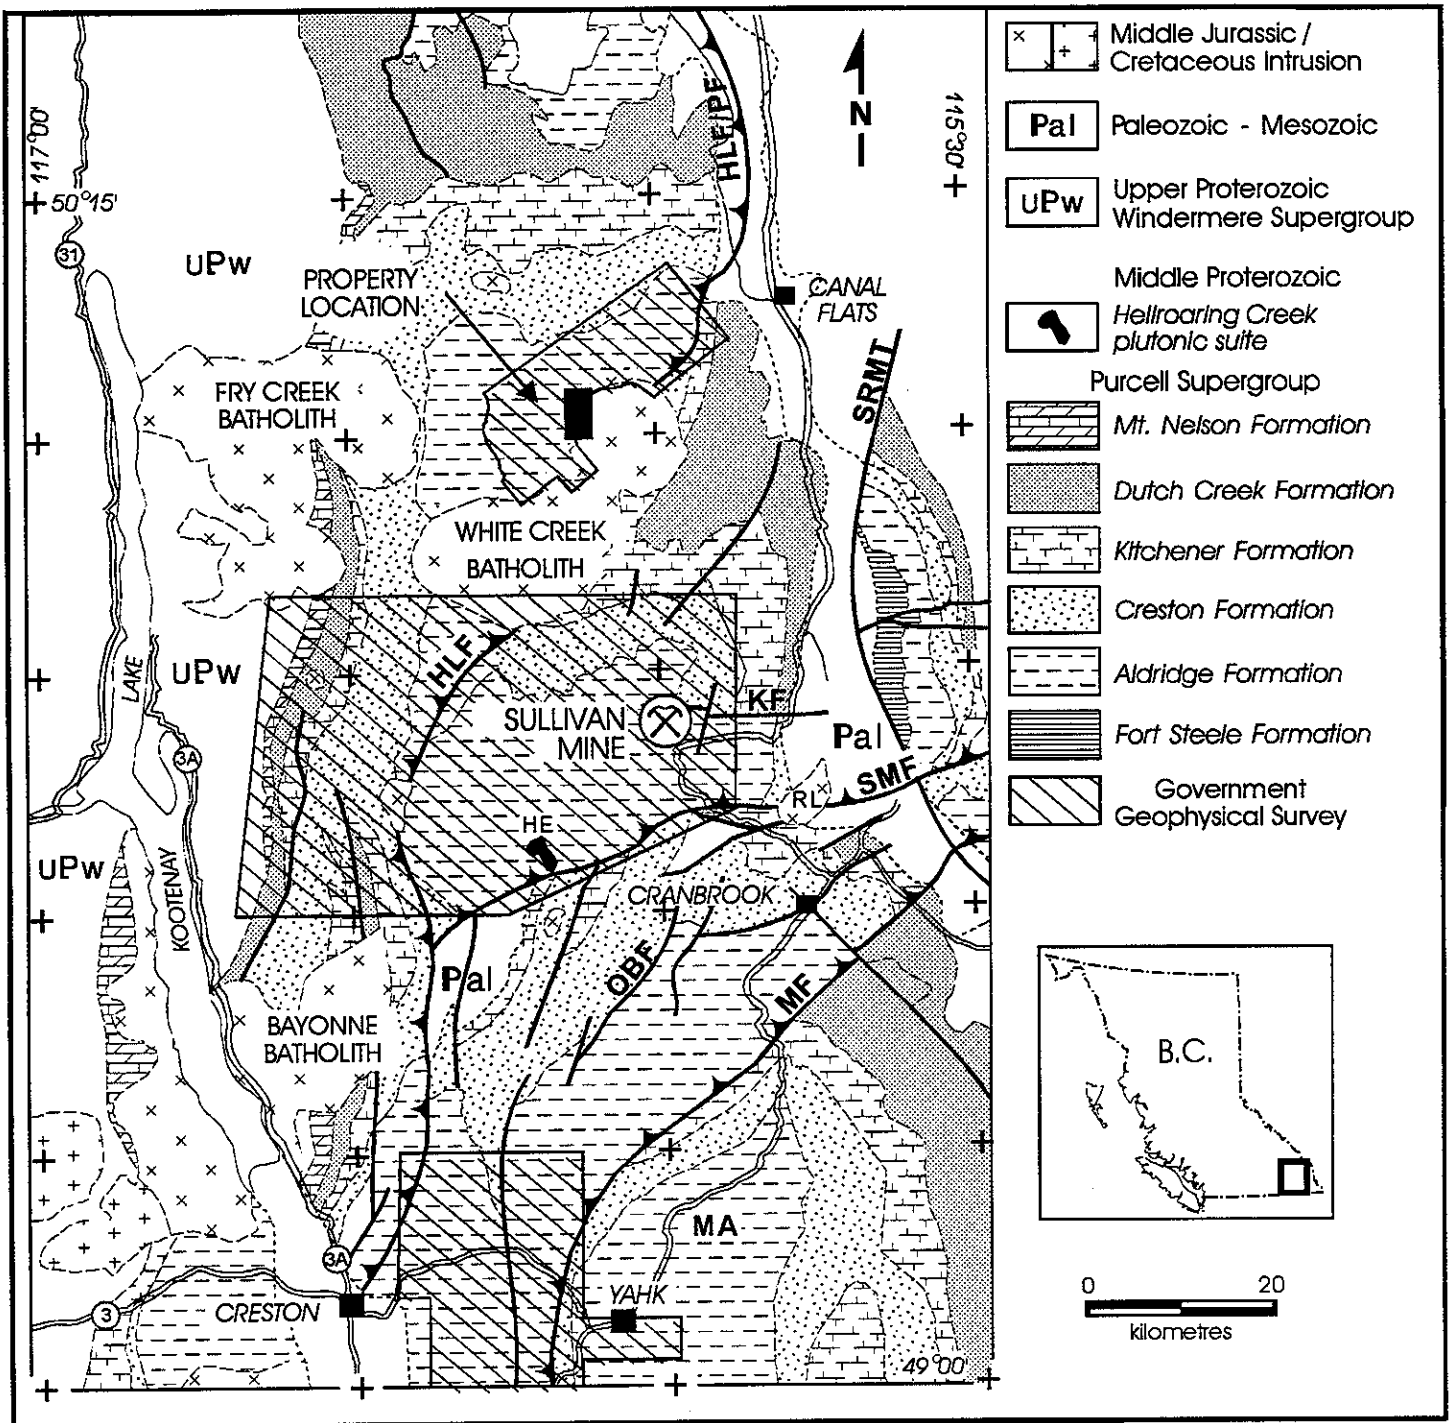 117°00'
50°15'
31
UPw
PROPERTY
LOCATION
HLF/PF
N
115°30'
CANAL
FLATS
FRY CREEK
BATHOLITH
SRMT
WHITE CREEK
BATHOLITH
LAKE
UPw
HLF
SULLIVAN
MINE
KF
Pal
SMF
RL
3A
HE
UPw
KOOTENAY
CRANBROOK
Pal
OBF
MF
BAYONNE
BATHOLITH
MA
3A
CRESTON
3
YAHK
49°00'
Middle Jurassic /
Cretaceous Intrusion
Pal
Paleozoic - Mesozoic
UPw
Upper Proterozoic
Windermere Supergroup
Middle Proterozoic
Hellroaring Creek
plutonic suite
Purcell Supergroup
Mt. Nelson Formation
Dutch Creek Formation
Kitchener Formation
Creston Formation
Aldridge Formation
Fort Steele Formation
Government
Geophysical Survey
B.C.
0 20
kilometres